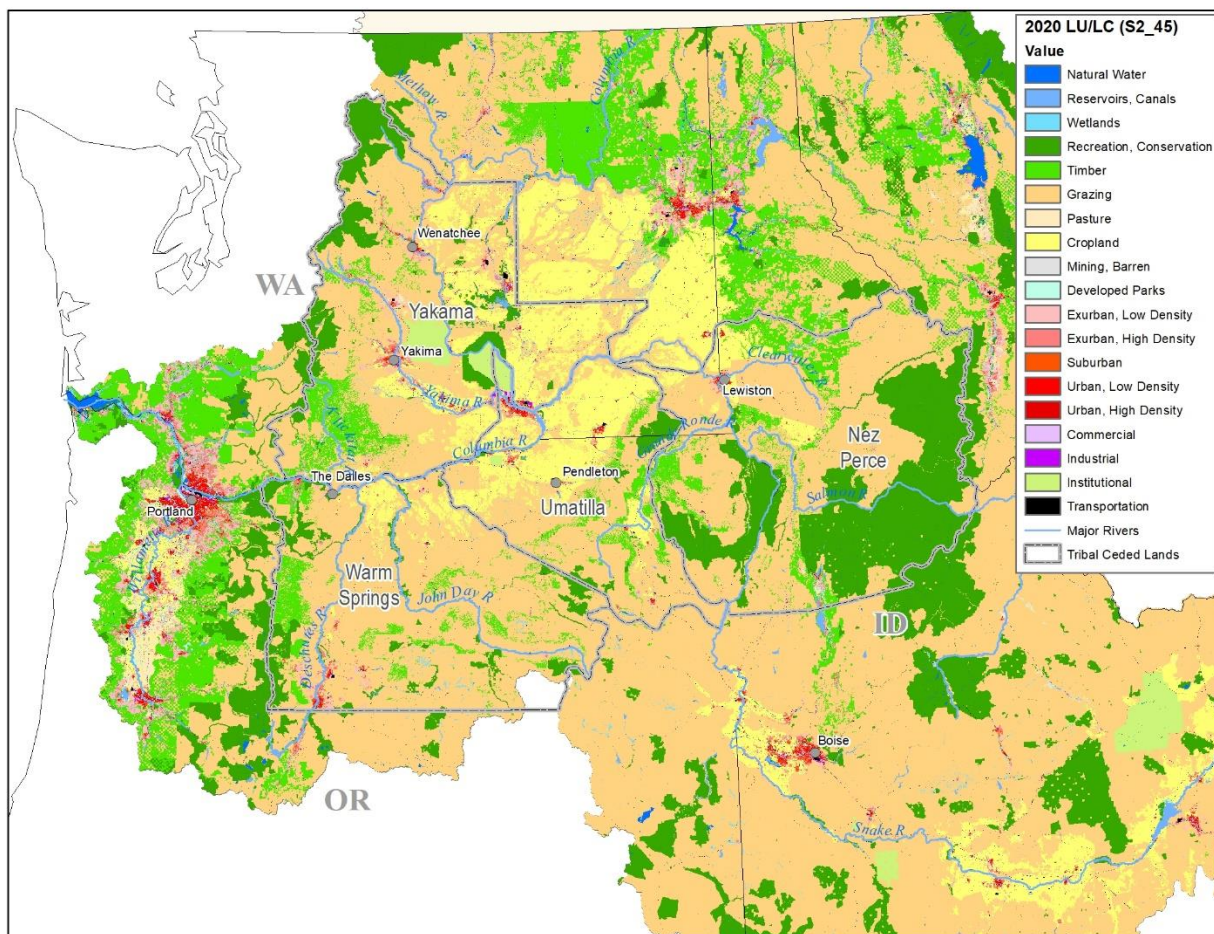 2020 LU/LC (S2_45)
Value
Natural Water
Reservoirs, Canals
Wetlands
Recreation, Conservation
Timber
Grazing
Pasture
Cropland
Mining, Barren
Developed Parks
Exurban, Low Density
Exurban, High Density
Suburban
Urban, Low Density
Urban, High Density
Commercial
Industrial
Institutional
Transportation
Major Rivers
Tribal Ceded Lands
Methow R
Columbia R
Wenatchee
WA
Yakama
Yakima
Yakima R
Clearwater R
Lewiston
Ronde R
Klickitat
Columbia R
Nez
Perce
Pendleton
The Dalles
Umatilla
Salmon R
Portland
Willamette R
Warm
Springs
John Day R
Deschutes R
ID
Boise
OR
Snake R